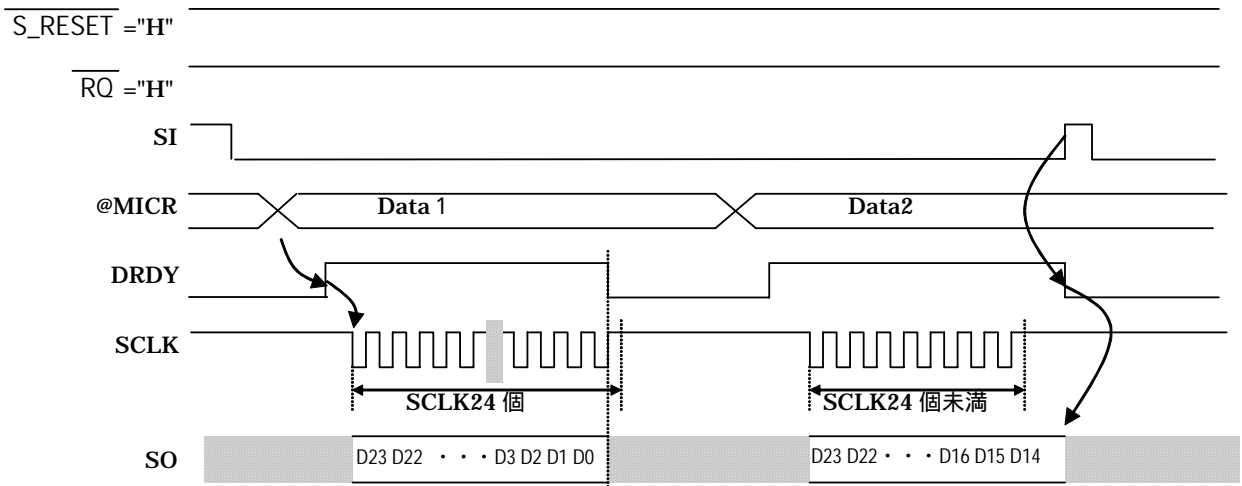 S_RESET ="H"
RQ ="H"
SI
@MICR Data 1 Data2
DRDY
SCLK
SCLK24 個 SCLK24 個未満
SO D23 D22 ・・・D3 D2 D1 D0 D23 D22・・・D16 D15 D14